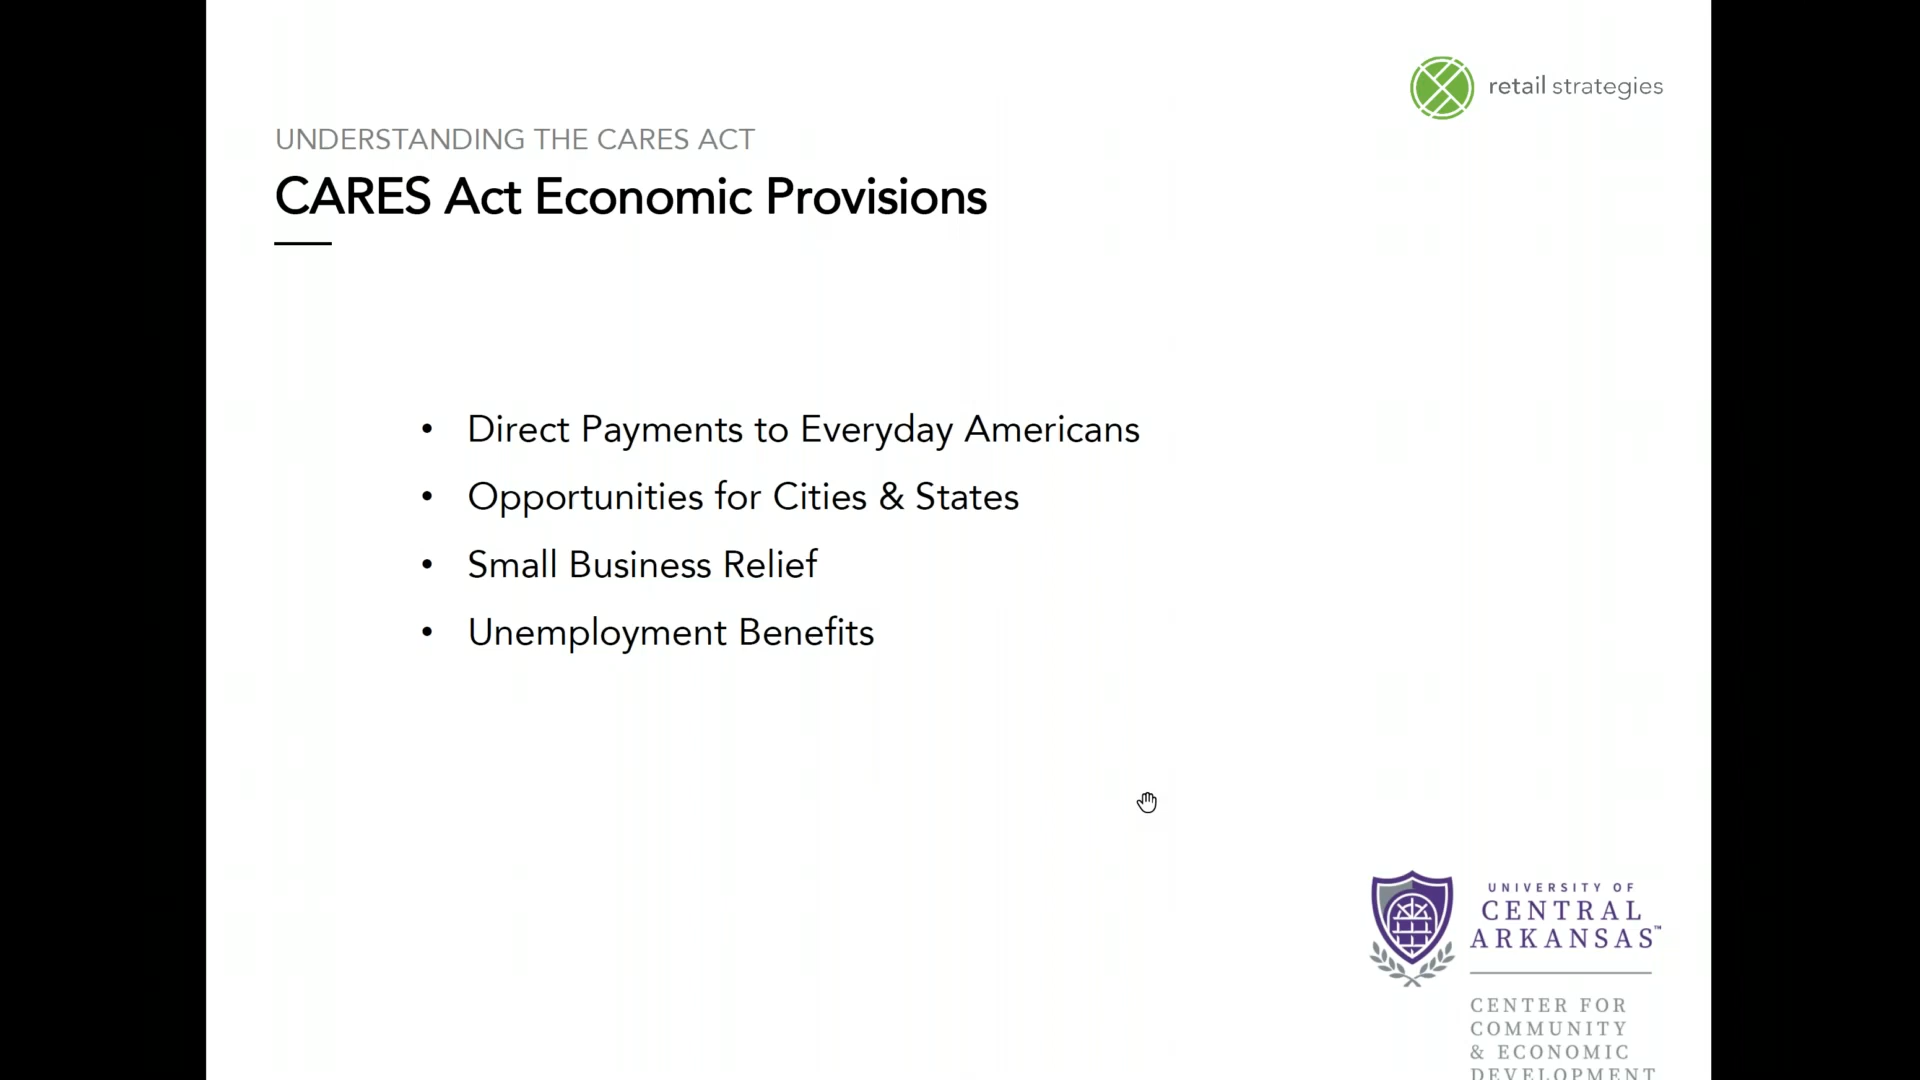 retail strategies
UNDERSTANDING THE CARES ACT
CARES Act Economic Provisions
• Direct Payments to Everyday Americans
• Opportunities for Cities & States
• Small Business Relief
• Unemployment Benefits
UNIVERSITY OF
CENTRAL
ARKANSAS™
CENTER FOR
COMMUNITY
& ECONOMIC
DEVELOPMENT